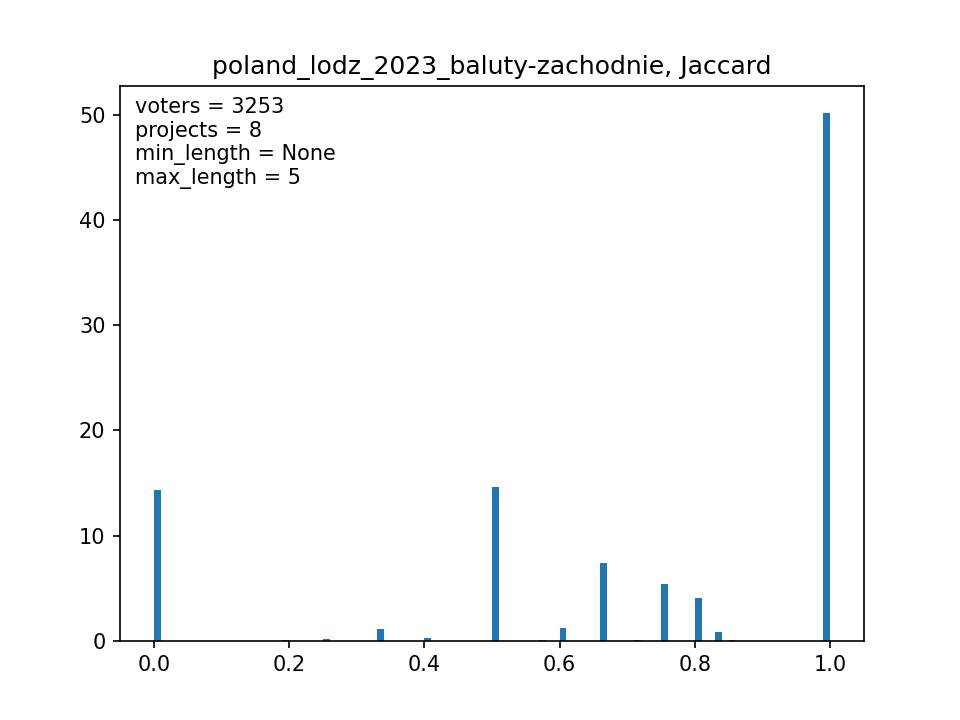 poland_lodz_2023_baluty-zachodnie, Jaccard
voters = 3253
projects = 8
min_length = None
max_length = 5
50
40
30
20
10
0
0.0 0.2 0.4 0.6 0.8 1.0